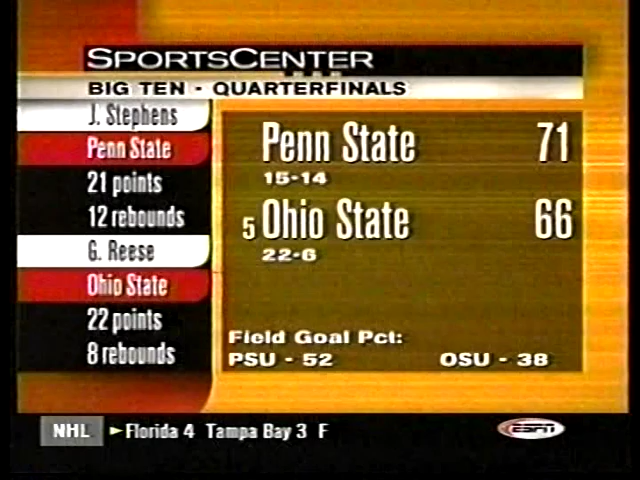 SPORTSCENTER
BIG TEN - QUARTERFINALS
J. Stephens
Penn State
21 points
12 rebounds
G. Reese
Ohio State
22 points
8 rebounds
Penn State 71
15-14
5 Ohio State 66
22-6
Field Goal Pct:
PSU - 52 OSU - 38
NHL ►Florida 4 Tampa Bay 3 F
ESPN